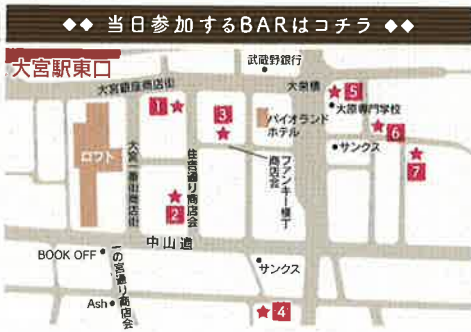 ◆◆ 当日参加するBARはコチラ ◆◆
大宮駅東口
武蔵野銀行
大宮銀座商店街
大栄橋
1
3
5
大原専門学校
パイオランド
ホテル
6
サンクス
7
ロフト
大宮一番街商店街
住吉通り商店会
ファンキー横丁
商店会
2
中山道
BOOK OFF
一の宮通り商店会
サンクス
Ash
4